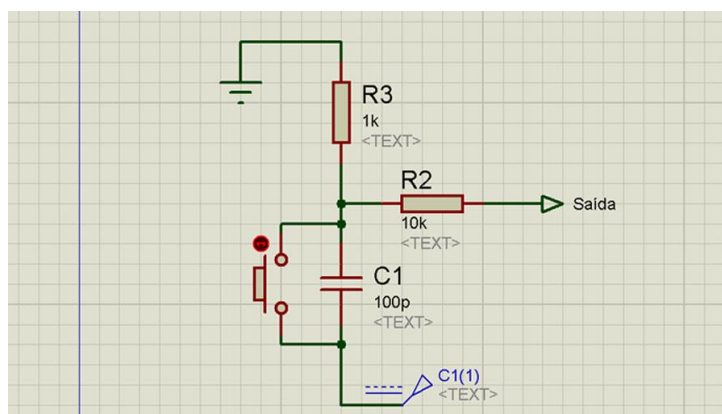 R3
1k
<TEXT>
R2
10k
<TEXT>
Saída
C1
100p
<TEXT>
C1(1)
<TEXT>